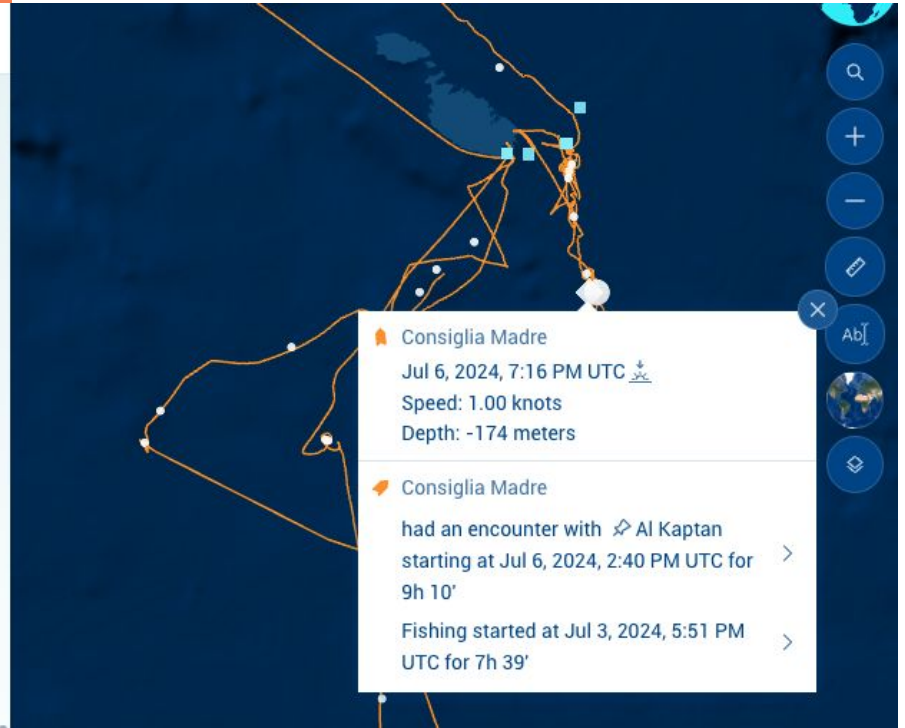 Consiglia Madre
Jul 6, 2024, 7:16 PM UTC
Speed: 1.00 knots
Depth: -174 meters
Consiglia Madre
had an encounter with Al Kaptan
starting at Jul 6, 2024, 2:40 PM UTC for
9h 10'
Fishing started at Jul 3, 2024, 5:51 PM
UTC for 7h 39'
Ab